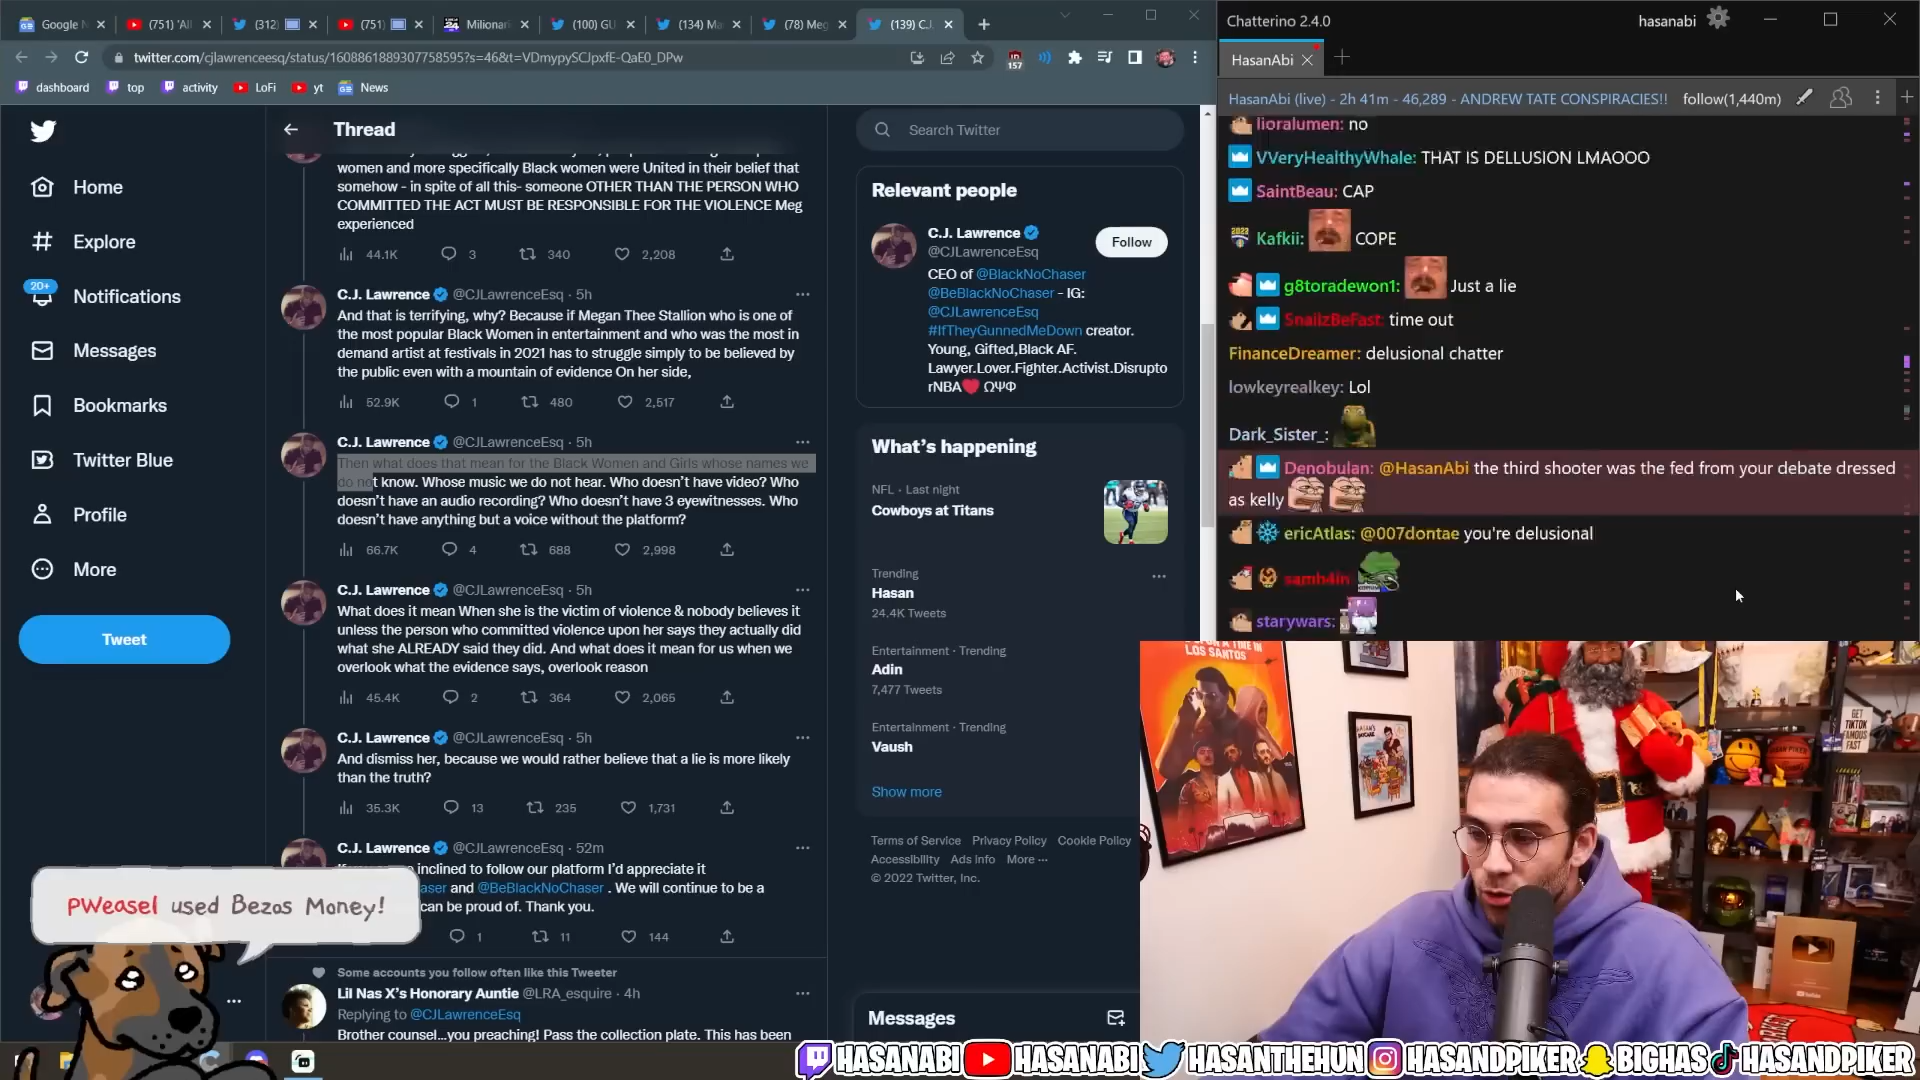 Google N
(751) 'Al
(312)
(751)
Milionar
(100) GU
(134) Ma
(78) Meg
(139) C.J.
twitter.com/cjlawrenceesq/status/1608861889307758595?s=46&t=VDmypySCJpxfE-QaE0_DPw
157
dashboard
top
activity
LoFi
yt
News
Home
Explore
20+
Notifications
Messages
Bookmarks
Twitter Blue
Profile
More
Tweet
Thread
women and more specifically Black women were United in their belief that
somehow - in spite of all this- someone OTHER THAN THE PERSON WHO
COMMITTED THE ACT MUST BE RESPONSIBLE FOR THE VIOLENCE Meg
experienced
44.1K 3 340 2,208
C.J. Lawrence @CJLawrenceEsq · 5h
And that is terrifying, why? Because if Megan Thee Stallion who is one of
the most popular Black Women in entertainment and who was the most in
demand artist at festivals in 2021 has to struggle simply to be believed by
the public even with a mountain of evidence On her side,
52.9K 1 480 2,517
C.J. Lawrence @CJLawrenceEsq · 5h
Then what does that mean for the Black Women and Girls whose names we
do not know. Whose music we do not hear. Who doesn't have video? Who
doesn't have an audio recording? Who doesn't have 3 eyewitnesses. Who
doesn't have anything but a voice without the platform?
66.7K 4 688 2,998
C.J. Lawrence @CJLawrenceEsq · 5h
What does it mean When she is the victim of violence & nobody believes it
unless the person who committed violence upon her says they actually did
what she ALREADY said they did. And what does it mean for us when we
overlook what the evidence says, overlook reason
45.4K 2 364 2,065
C.J. Lawrence @CJLawrenceEsq · 5h
And dismiss her, because we would rather believe that a lie is more likely
than the truth?
35.3K 13 235 1,731
C.J. Lawrence @CJLawrenceEsq · 52m
inclined to follow our platform I'd appreciate it
aser and @BeBlackNoChaser . We will continue to be a
can be proud of. Thank you.
1 11 144
Some accounts you follow often like this Tweeter
Lil Nas X's Honorary Auntie @LRA_esquire · 4h
Replying to @CJLawrenceEsq
Brother counsel...you preaching! Pass the collection plate. This has been
PWeasel used Bezos Money!
Search Twitter
Relevant people
C.J. Lawrence
@CJLawrenceEsq
Follow
CEO of @BlackNoChaser
@BeBlackNoChaser - IG:
@CJLawrenceEsq
#IfTheyGunnedMeDown creator.
Young, Gifted,Black AF.
Lawyer.Lover.Fighter.Activist.Disrupto
rNBA ΩΨΦ
What's happening
NFL · Last night
Cowboys at Titans
Trending
Hasan
24.4K Tweets
Entertainment · Trending
Adin
7,477 Tweets
Entertainment · Trending
Vaush
Show more
Terms of Service Privacy Policy Cookie Policy
Accessibility Ads info More
© 2022 Twitter, Inc.
Messages
Chatterino 2.4.0
hasanabi
HasanAbi
HasanAbi (live) - 2h 41m - 46,289 - ANDREW TATE CONSPIRACIES!! follow(1,440m)
lioralumen: no
VVeryHealthyWhale: THAT IS DELLUSION LMAOOO
SaintBeau: CAP
Kafkii: COPE
g8toradewon1: Just a lie
SnailzBeFast: time out
FinanceDreamer: delusional chatter
lowkeyrealkey: Lol
Dark_Sister_:
Denobulan: @HasanAbi the third shooter was the fed from your debate dressed
as kelly
ericAtlas: @007dontae you're delusional
samh4in:
starywars:
LOS SANTOS
GET
TIKTOK
FAMOUS
FAST
HASANABI HASANABI HASANTHEHUN HASANDPIKER BIGHAS HASANDPIKER